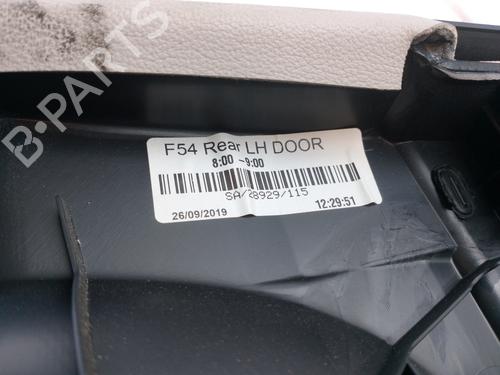 F54 Rear LH DOOR
8:00 -9:00
SA/28929/115
26/09/2019 12:29:51
B-PARTS